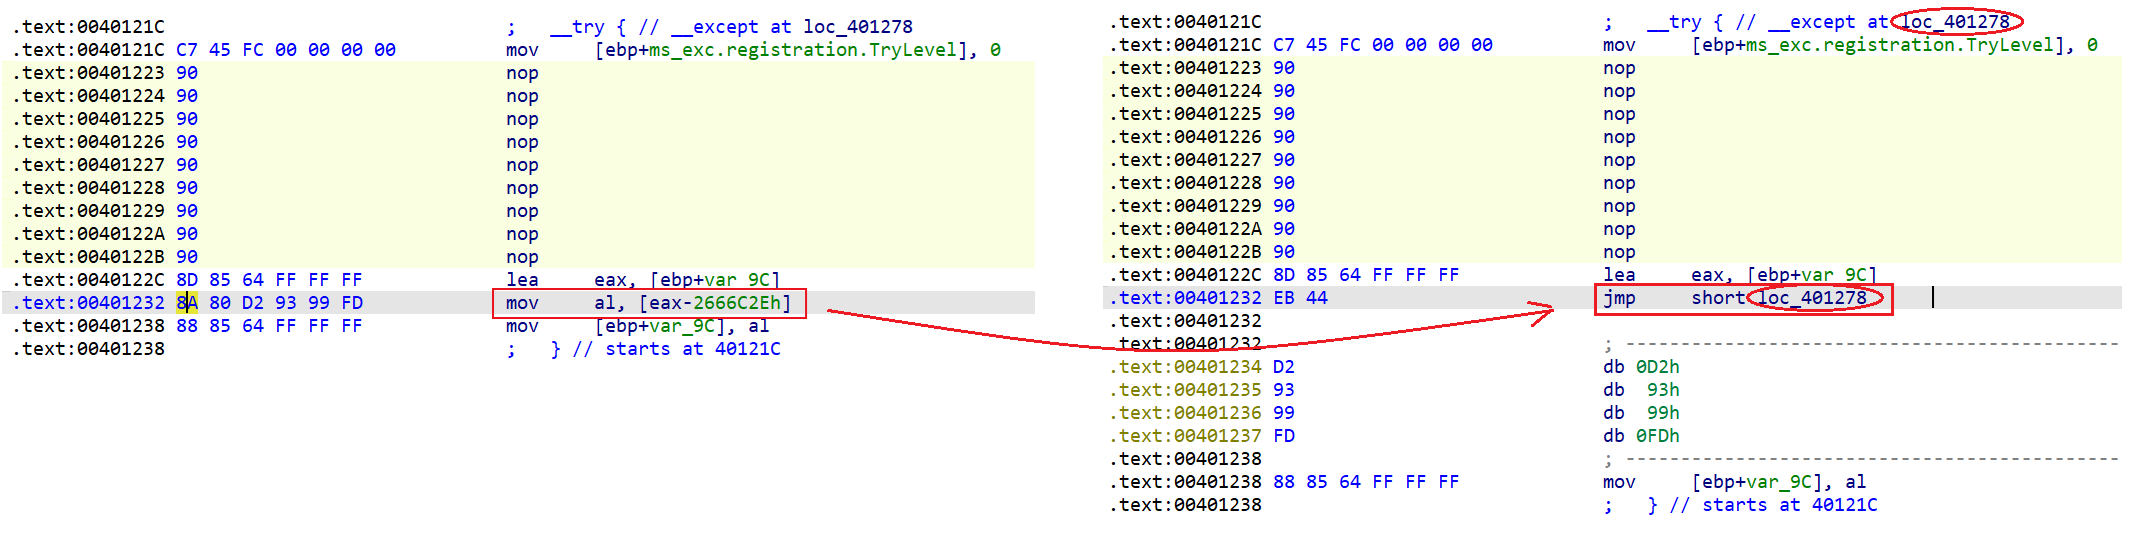 .text:0040121C ;   __try { // __except at loc_401278
.text:0040121C C7 45 FC 00 00 00 00 mov     [ebp+ms_exc.registration.TryLevel], 0
.text:00401223 90 nop
.text:00401224 90 nop
.text:00401225 90 nop
.text:00401226 90 nop
.text:00401227 90 nop
.text:00401228 90 nop
.text:00401229 90 nop
.text:0040122A 90 nop
.text:0040122B 90 nop
.text:0040122C 8D 85 64 FF FF FF lea     eax, [ebp+var_9C]
.text:00401232 8A 80 D2 93 99 FD mov     al, [eax-2666C2Eh]
.text:00401238 88 85 64 FF FF FF mov     [ebp+var_9C], al
.text:00401238 ;   } // starts at 40121C
.text:0040121C ;   __try { // __except at loc_401278
.text:0040121C C7 45 FC 00 00 00 00 mov     [ebp+ms_exc.registration.TryLevel], 0
.text:00401223 90 nop
.text:00401224 90 nop
.text:00401225 90 nop
.text:00401226 90 nop
.text:00401227 90 nop
.text:00401228 90 nop
.text:00401229 90 nop
.text:0040122A 90 nop
.text:0040122B 90 nop
.text:0040122C 8D 85 64 FF FF FF lea     eax, [ebp+var_9C]
.text:00401232 EB 44 jmp     short loc_401278
.text:00401232
.text:00401232 ; ---------------------------------------------
.text:00401234 D2 db 0D2h
.text:00401235 93 db  93h
.text:00401236 99 db  99h
.text:00401237 FD db 0FDh
.text:00401238 ; ---------------------------------------------
.text:00401238 88 85 64 FF FF FF mov     [ebp+var_9C], al
.text:00401238 ;   } // starts at 40121C